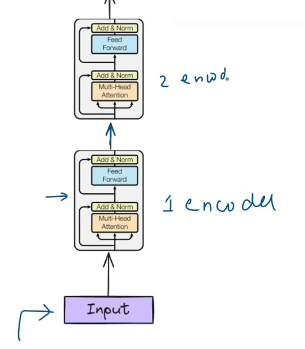 Add & Norm
Feed
Forward
Add & Norm
Multi-Head
Attention
2 encod.
Add & Norm
Feed
Forward
Add & Norm
Multi-Head
Attention
1 encoder
Input